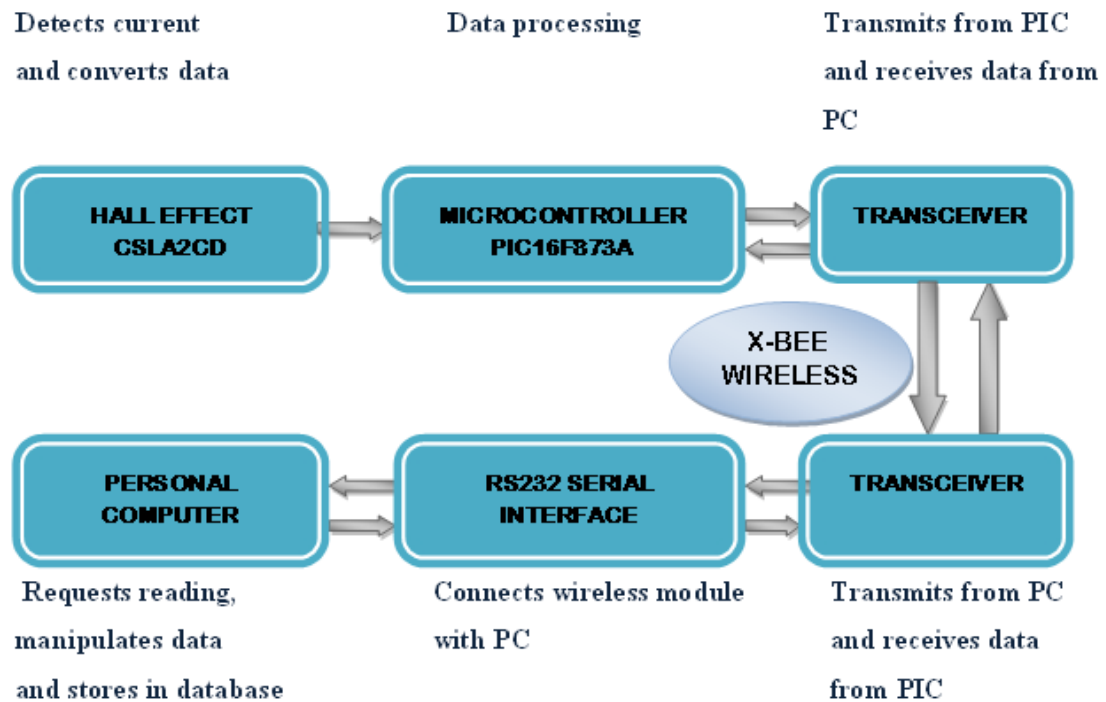 Detects current
and converts data
Data processing
Transmits from PIC
and receives data from
PC
HALL EFFECT
CSLA2CD
MICROCONTROLLER
PIC16F873A
TRANSCEIVER
X-BEE
WIRELESS
PERSONAL
COMPUTER
RS232 SERIAL
INTERFACE
TRANSCEIVER
Requests reading,
manipulates data
and stores in database
Connects wireless module
with PC
Transmits from PC
and receives data
from PIC